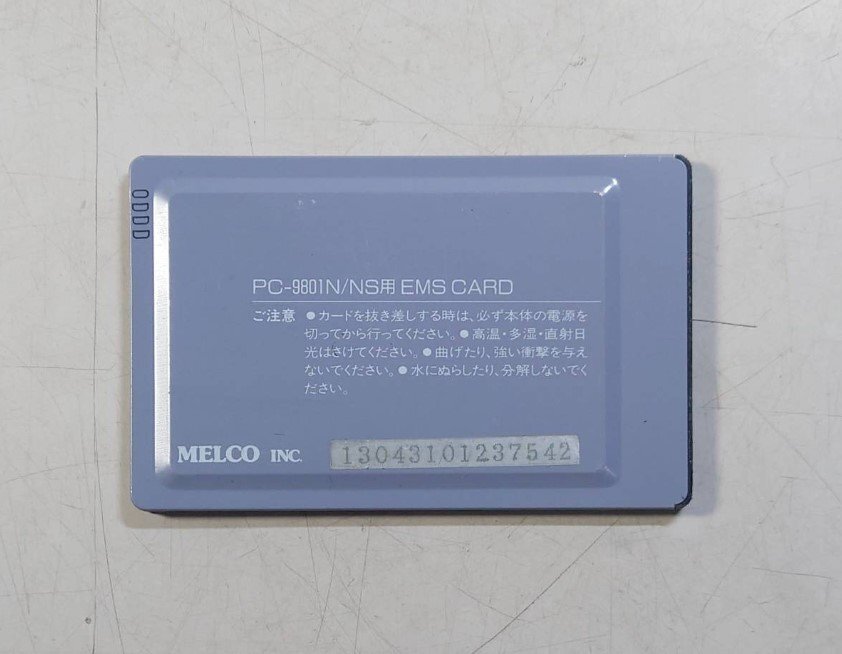 PC-9801N/NS用 EMS CARD
ご注意 ●カードを抜き差しする時は、必ず本体の電源を
切ってから行ってください。●高温・多湿・直射日
光はさけてください。●曲げたり、強い衝撃を与え
ないでください。●水にぬらしたり、分解しないでく
ださい。
MELCO INC. 13043101237542